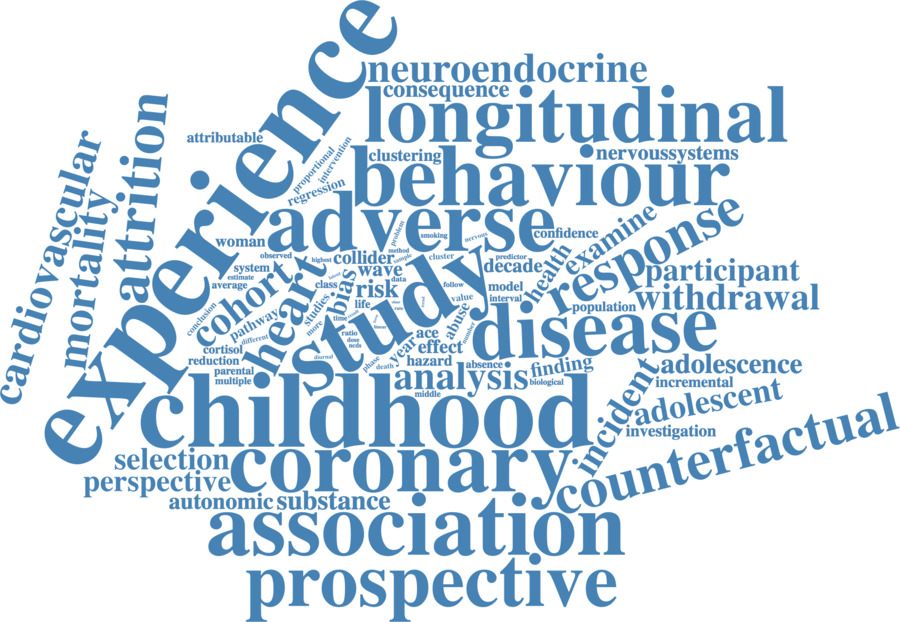 experience
neuroendocrine
consequence
longitudinal
attributable
clustering
nervoussystems
behaviour
proportional
intervention
regression
cardiovascular
mortality
attrition
adverse
woman
problem
smoking
nervous
confidence
examine
response
observed
highest
collider
method
sample
cluster
predictor
decade
health
participant
system
estimate
average
cohort
heart
class
bias
wave
data
risk
study
follow
model
interval
value
population
withdrawal
conclusion
pathway
different
studies
more
life
time
ratio
dose
linear
year
ace
effect
abuse
number
disease
cortisol
reduction
parental
multiple
diurnal
phase
death
hazard
absence
finding
biological
analysis
middle
adolescence
incremental
adolescent
incident
investigation
childhood
selection
perspective
coronary
counterfactual
autonomic
substance
association
prospective